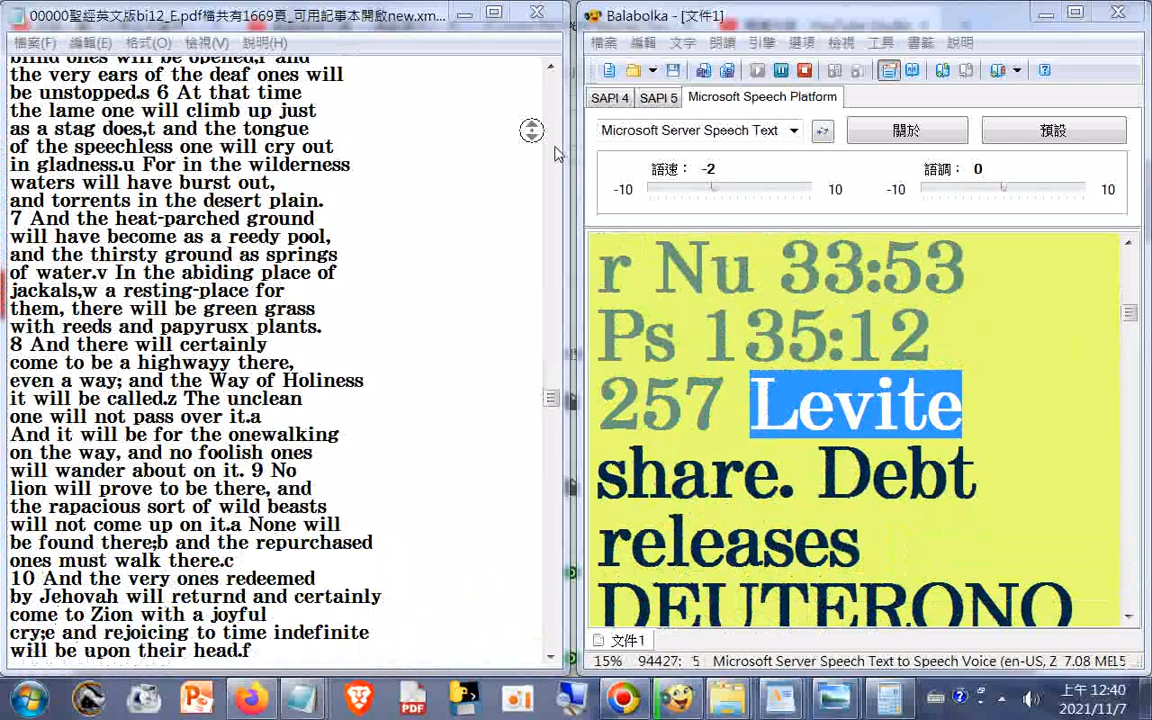 00000聖經英文版bi12_E.pdf檔共有1669頁_可用記事本開啟new.xm...
檔案(F) 編輯(E) 格式(O) 檢視(V) 說明(H)
blind ones will be opened,r and
the very ears of the deaf ones will
be unstopped.s 6 At that time
the lame one will climb up just
as a stag does,t and the tongue
of the speechless one will cry out
in gladness.u For in the wilderness
waters will have burst out,
and torrents in the desert plain.
7 And the heat-parched ground
will have become as a reedy pool,
and the thirsty ground as springs
of water.v In the abiding place of
jackals,w a resting-place for
them, there will be green grass
with reeds and papyrusx plants.
8 And there will certainly
come to be a highwayy there,
even a way; and the Way of Holiness
it will be called.z The unclean
one will not pass over it.a
And it will be for the onewalking
on the way, and no foolish ones
will wander about on it. 9 No
lion will prove to be there, and
the rapacious sort of wild beasts
will not come up on it.a None will
be found there;b and the repurchased
ones must walk there.c
10 And the very ones redeemed
by Jehovah will returnd and certainly
come to Zion with a joyful
cry;e and rejoicing to time indefinite
will be upon their head.f
Balabolka - [文件1]
檔案 編輯 文字 朗讀 引擎 選項 檢視 工具 書籤 說明
SAPI 4 SAPI 5 Microsoft Speech Platform
Microsoft Server Speech Text 關於 預設
語速： -2 語調： 0
-10 10 -10 10
r Nu 33:53
Ps 135:12
257 Levite
share. Debt
releases
DEUTERONO
文件1
15% 94427: 5 Microsoft Server Speech Text to Speech Voice (en-US, Z 7.08 ME15
PDF
上午 12:40
2021/11/7